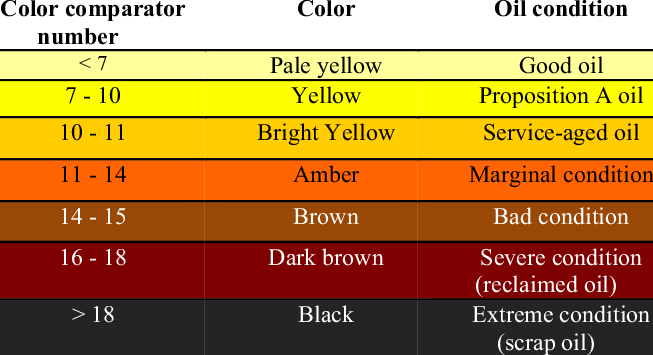 Color comparator number Color Oil condition
< 7 Pale yellow Good oil
7 - 10 Yellow Proposition A oil
10 - 11 Bright Yellow Service-aged oil
11 - 14 Amber Marginal condition
14 - 15 Brown Bad condition
16 - 18 Dark brown Severe condition (reclaimed oil)
> 18 Black Extreme condition (scrap oil)